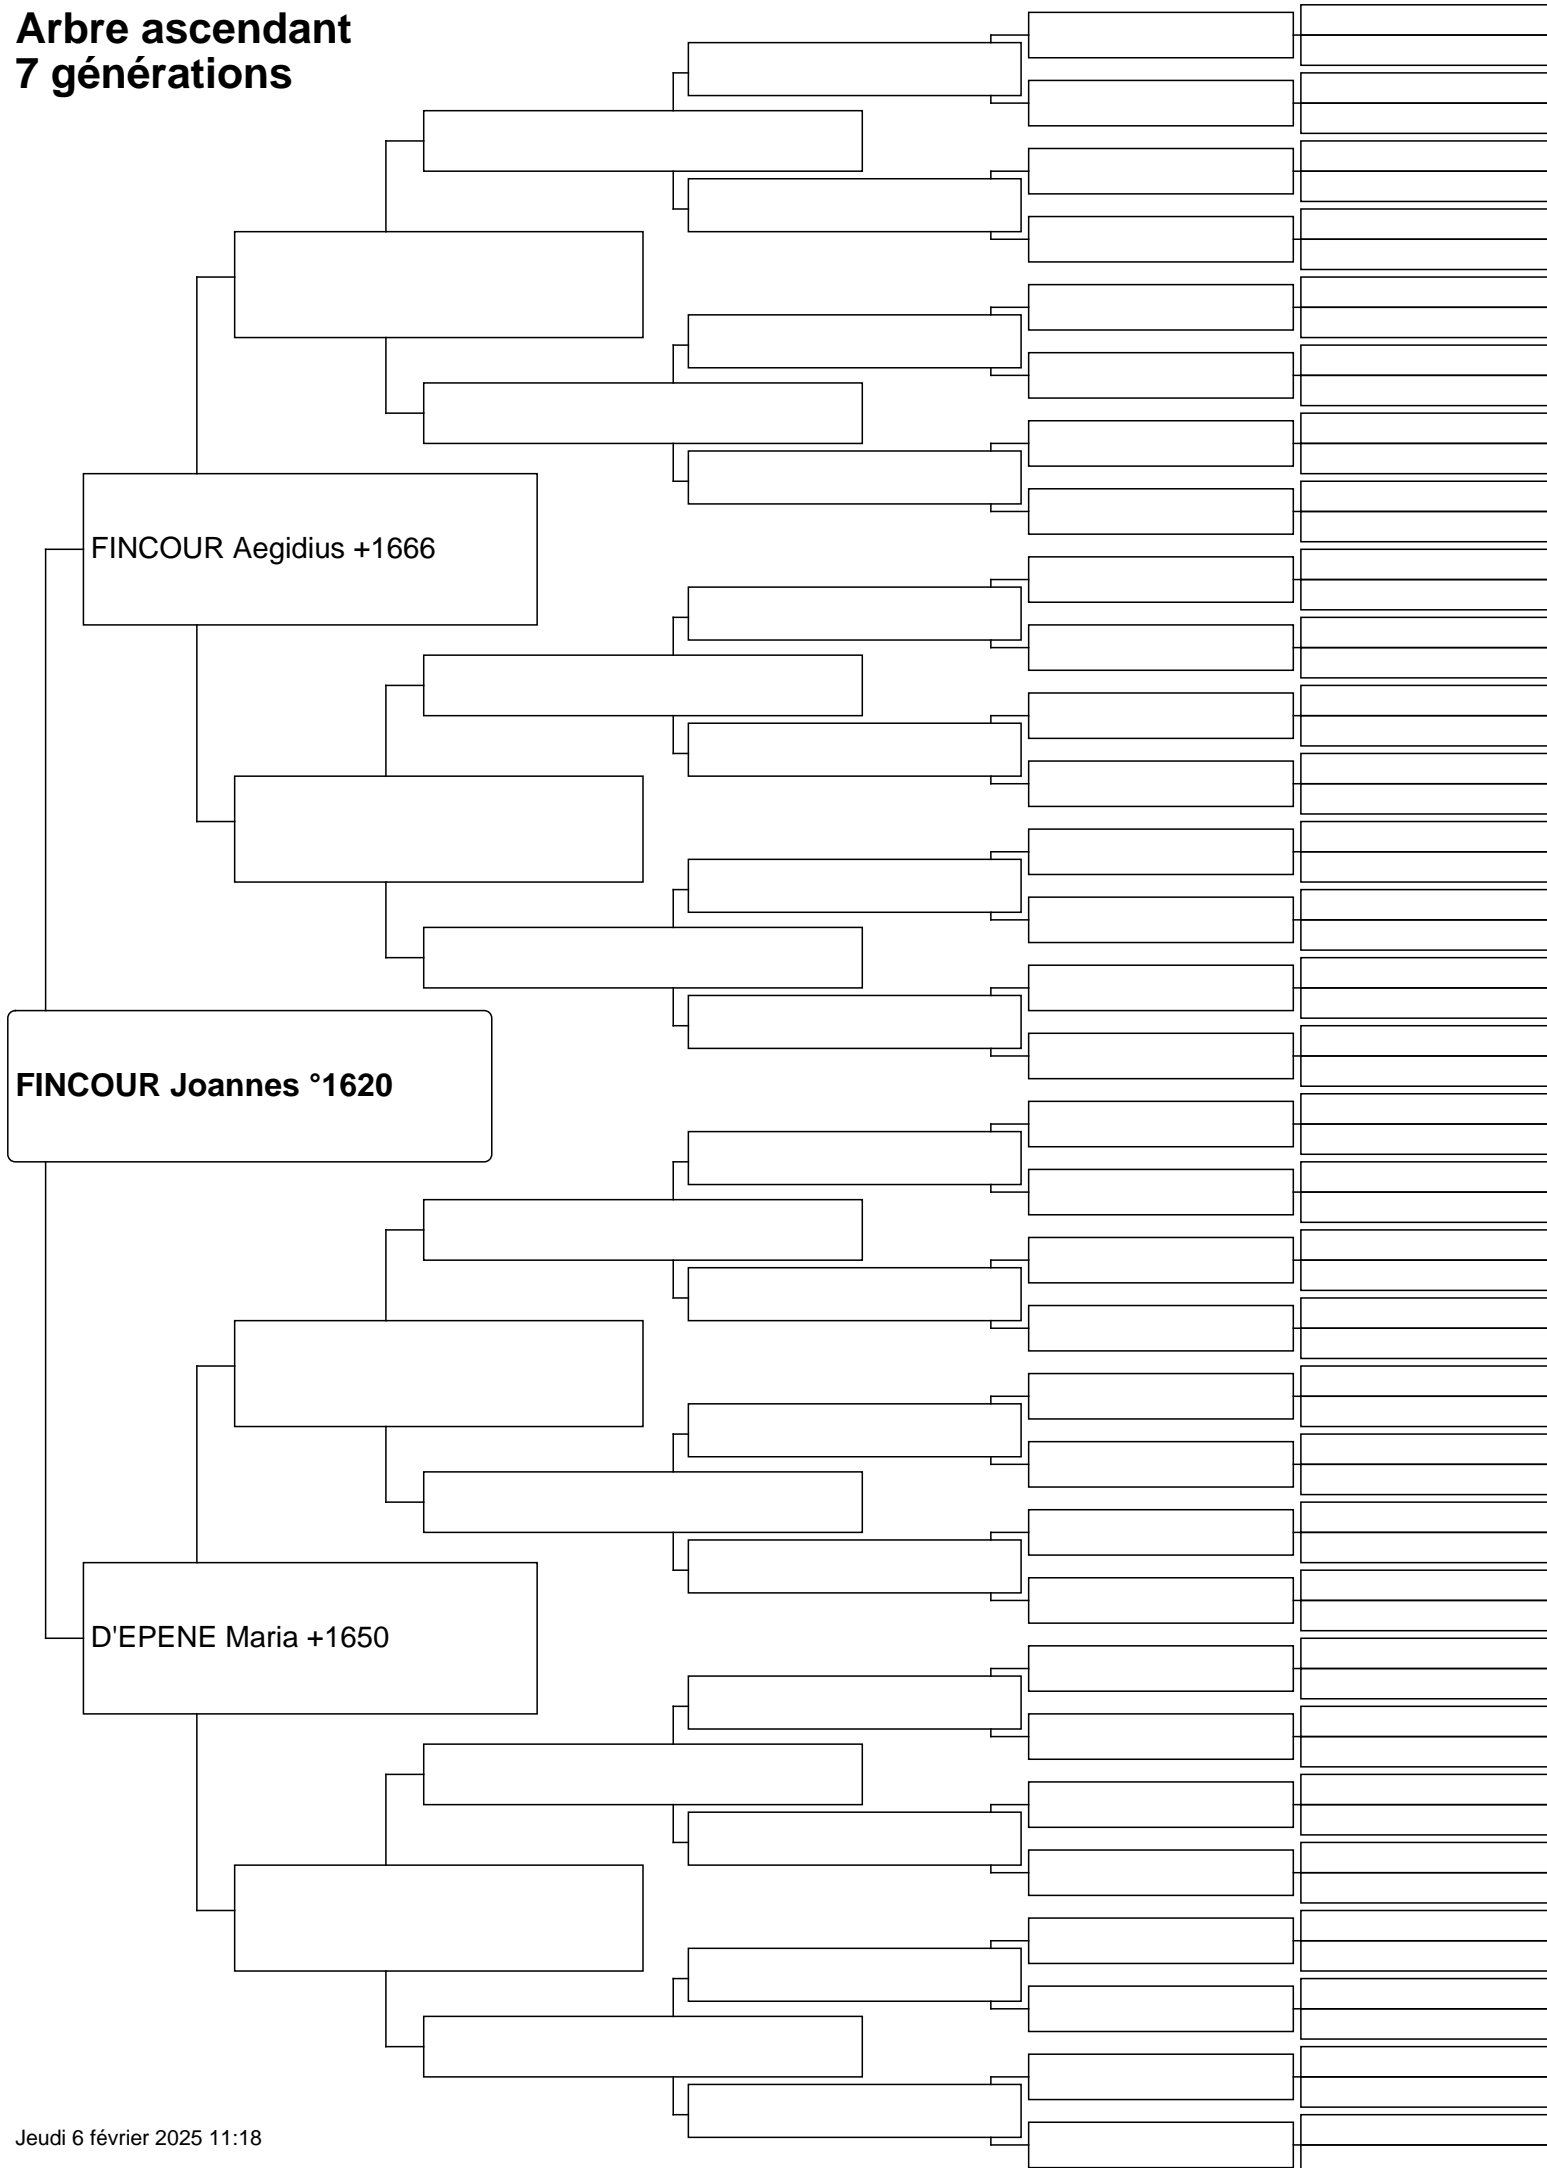 Arbre ascendant
7 générations
FINCOUR Aegidius +1666
FINCOUR Joannes °1620
D'EPENE Maria +1650
Jeudi 6 février 2025 11:18